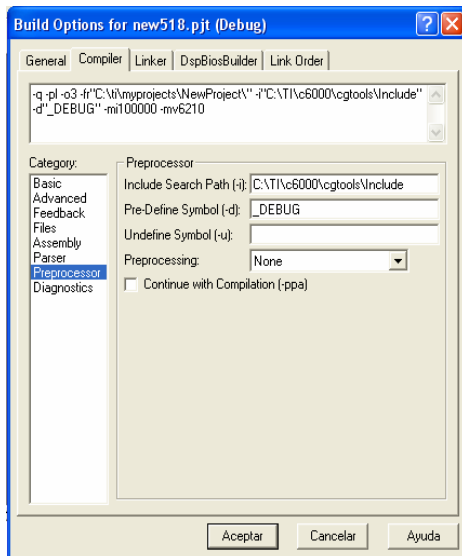 Build Options for new518.pjt (Debug)
General Compiler Linker DspBiosBuilder Link Order
-q -pl -o3 -fr"C:\ti\myprojects\NewProject\" -i"C:\TI\c6000\cgtools\Include"
-d"_DEBUG" -mi100000 -mv6210
Category:
Basic
Advanced
Feedback
Files
Assembly
Parser
Preprocessor
Diagnostics
Preprocessor
Include Search Path (-i): C:\TI\c6000\cgtools\Include
Pre-Define Symbol (-d): _DEBUG
Undefine Symbol (-u):
Preprocessing: None
Continue with Compilation (-ppa)
Aceptar Cancelar Ayuda